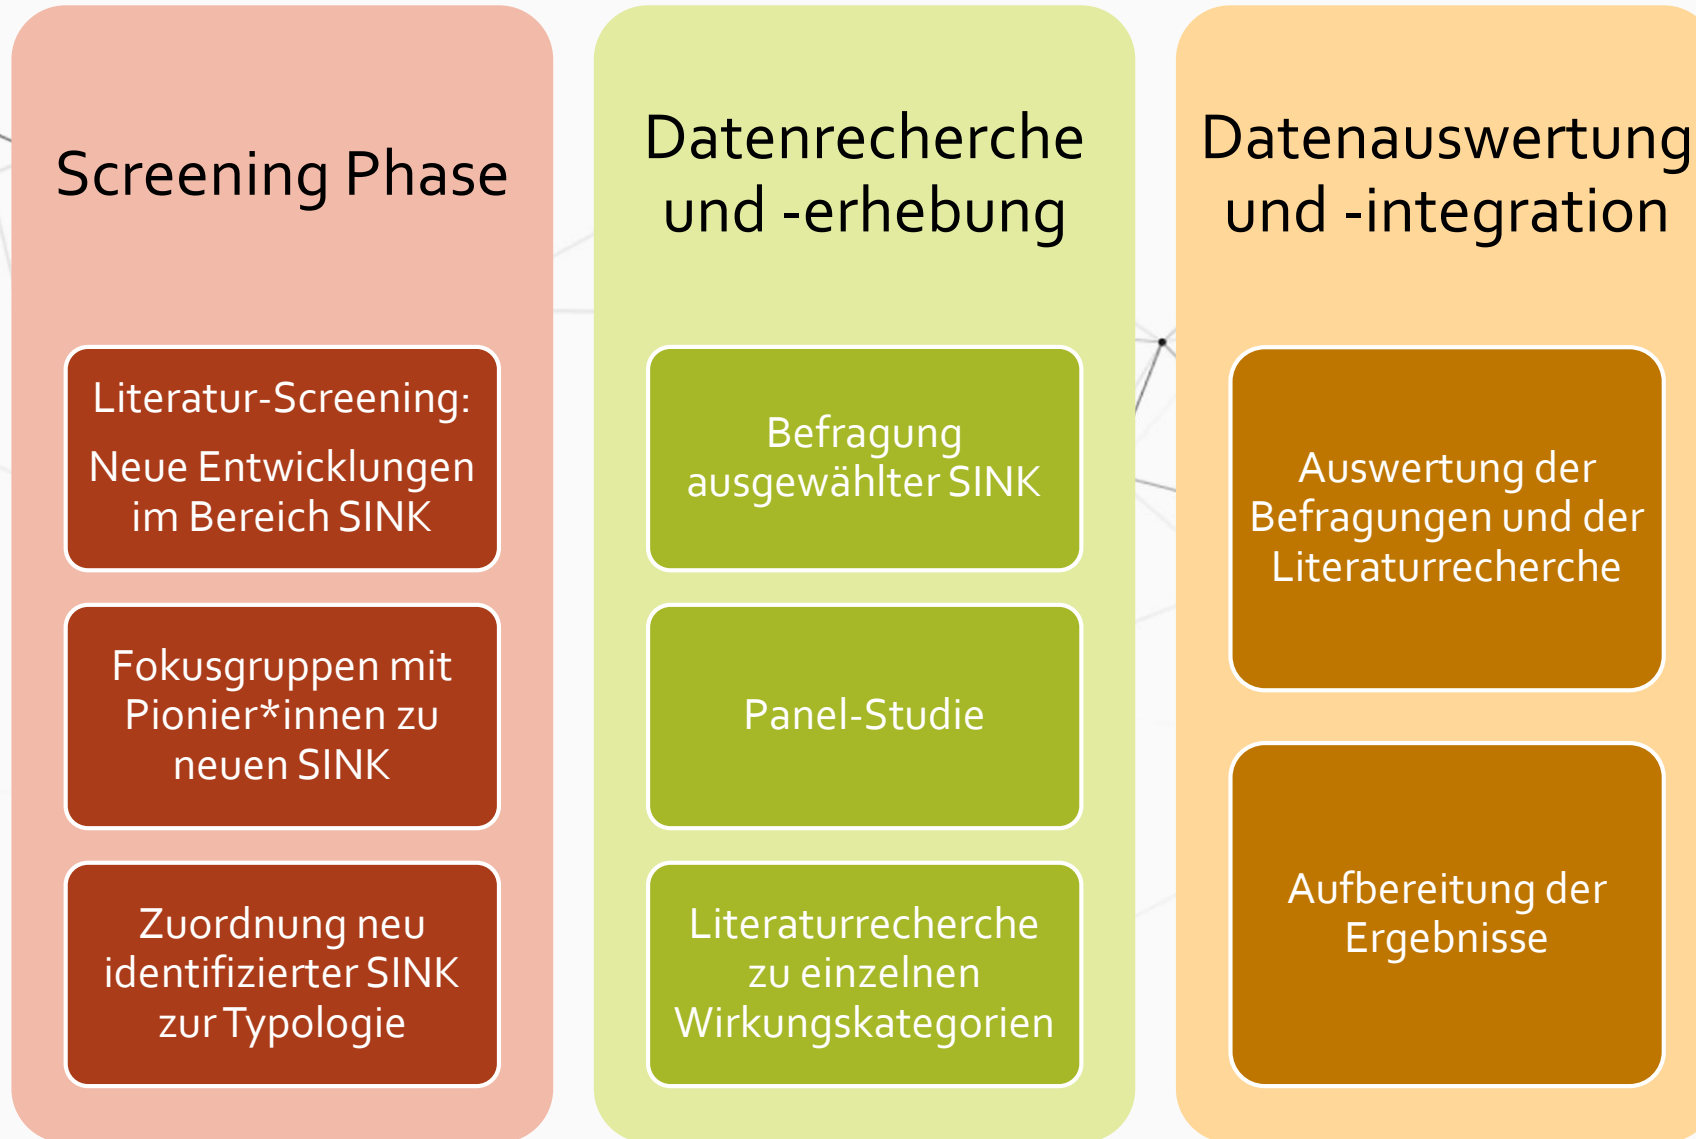 Screening Phase
Literatur-Screening:
Neue Entwicklungen
im Bereich SINK
Fokusgruppen mit
Pionier*innen zu
neuen SINK
Zuordnung neu
identifizierter SINK
zur Typologie
Datenrecherche
und -erhebung
Befragung
ausgewählter SINK
Panel-Studie
Literaturrecherche
zu einzelnen
Wirkungskategorien
Datenauswertung
und -integration
Auswertung der
Befragungen und der
Literaturrecherche
Aufbereitung der
Ergebnisse